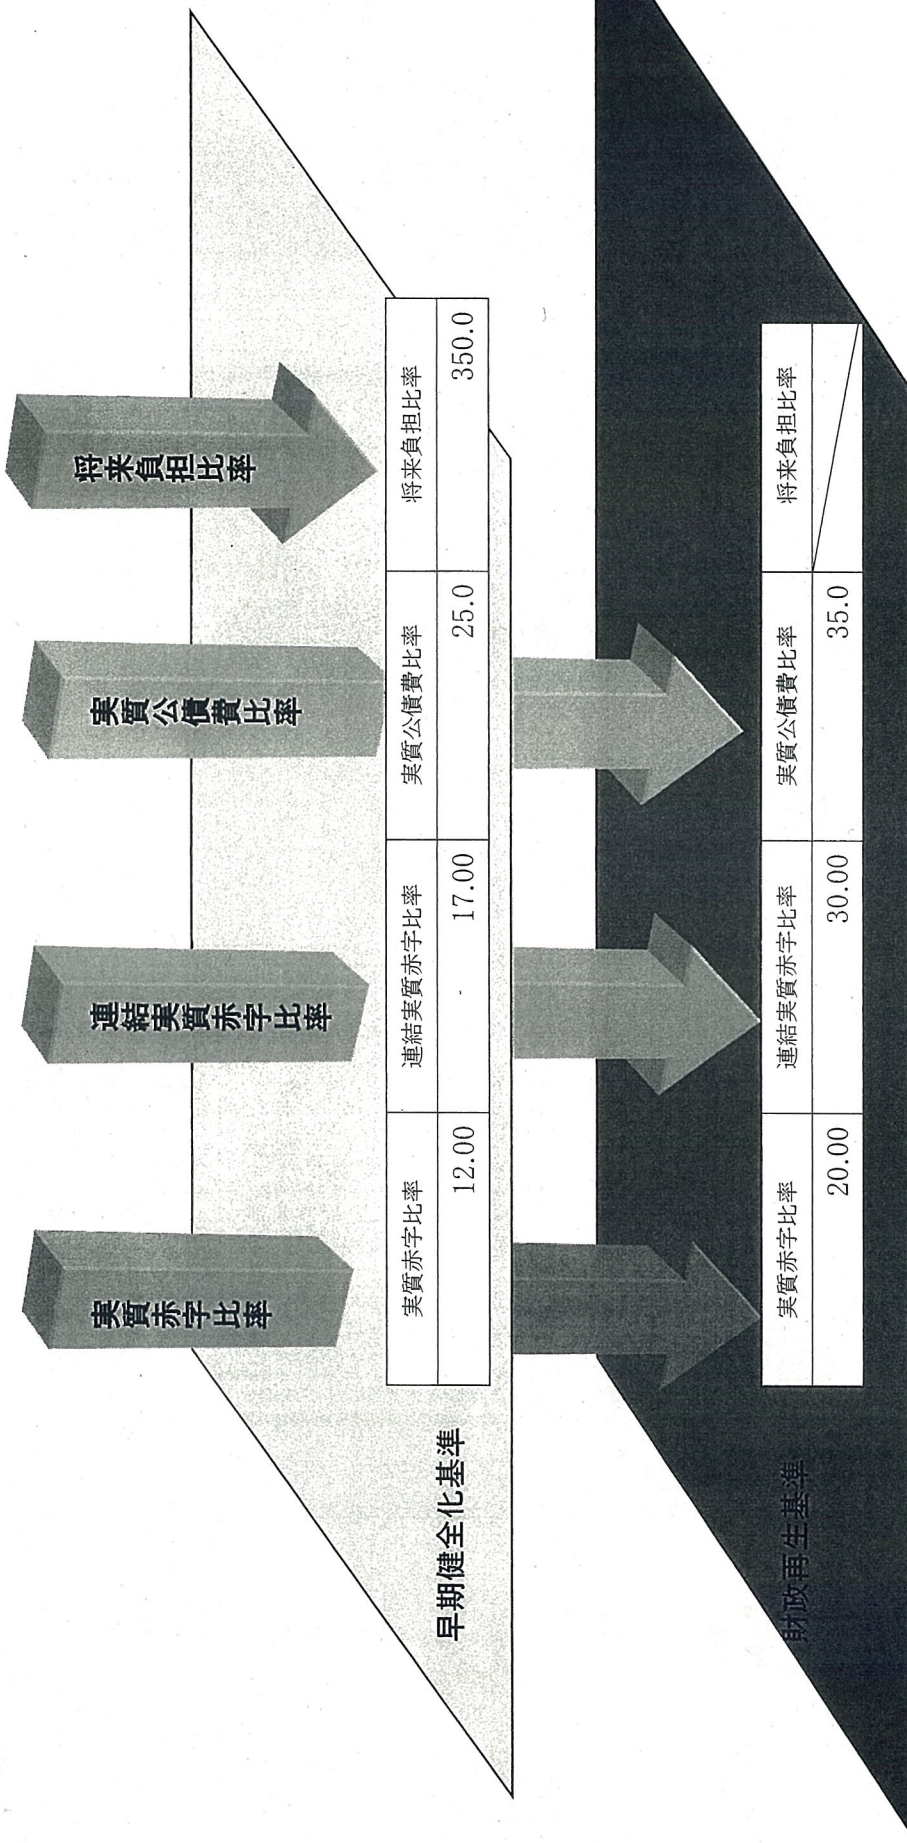 実質赤字比率
連結実質赤字比率
実質公債費比率
将来負担比率
早期健全化基準
実質赤字比率 連結実質赤字比率 実質公債費比率 将来負担比率
12.00 17.00 25.0 350.0
財政再生基準
実質赤字比率 連結実質赤字比率 実質公債費比率 将来負担比率
20.00 30.00 35.0